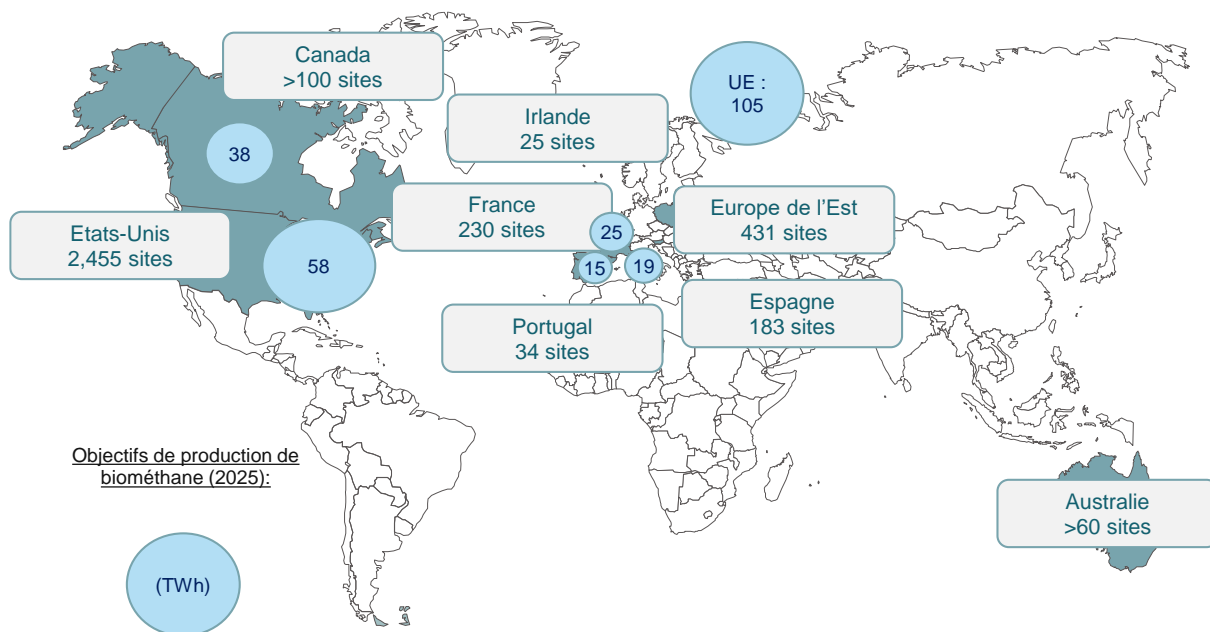 Canada
>100 sites
UE :
105
Irlande
25 sites
38
France
230 sites
Europe de l'Est
431 sites
Etats-Unis
2,455 sites
25
58
15
19
Espagne
183 sites
Portugal
34 sites
Objectifs de production de
biométhane (2025):
Australie
>60 sites
(TWh)